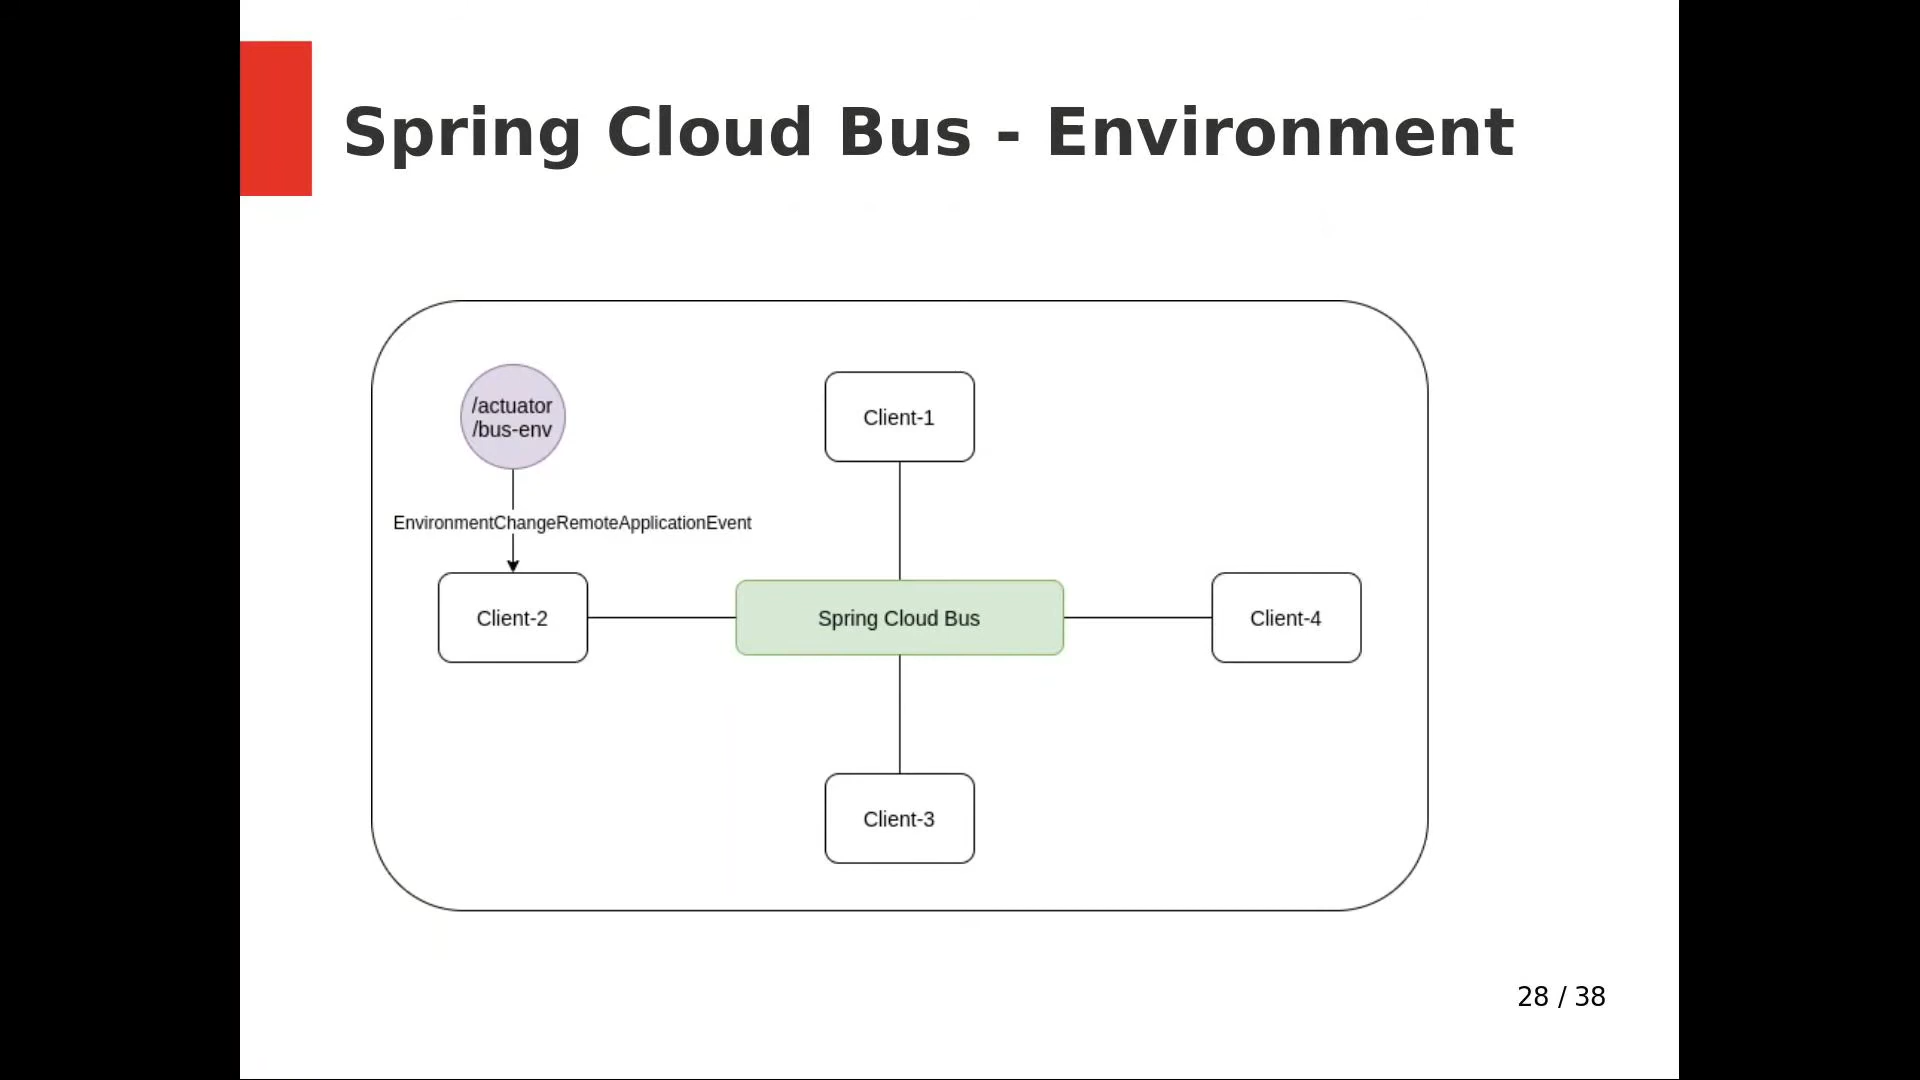 Spring Cloud Bus - Environment
/actuator
/bus-env
Client-1
EnvironmentChangeRemoteApplicationEvent
Client-2
Spring Cloud Bus
Client-4
Client-3
28 / 38